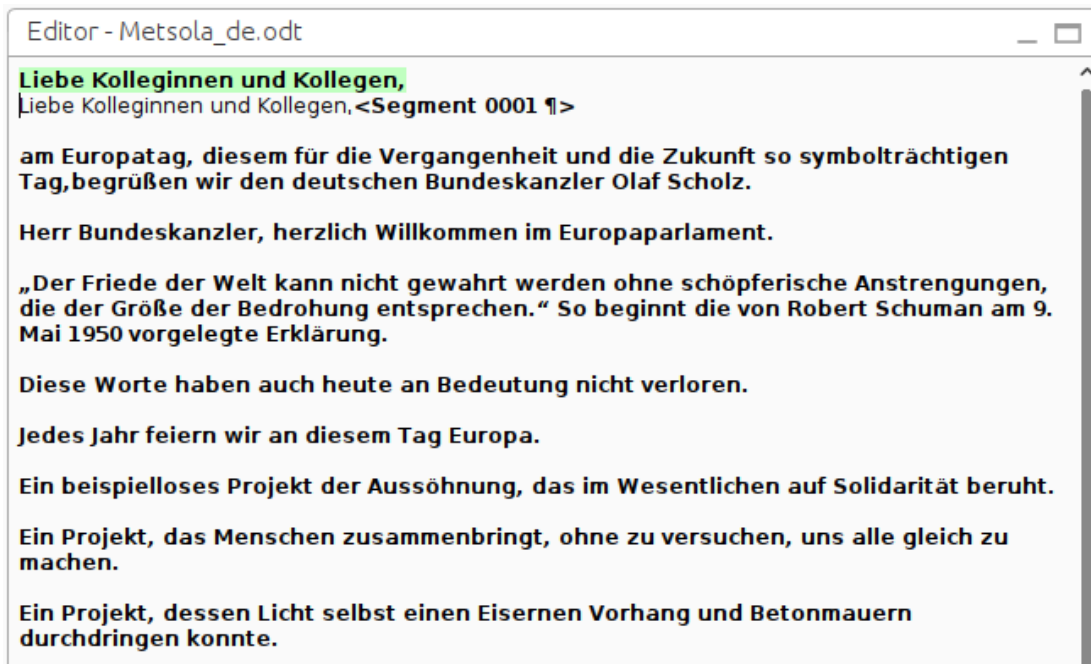 Editor - Metsola_de.odt
Liebe Kolleginnen und Kollegen,
Liebe Kolleginnen und Kollegen,<Segment 0001 ¶>
am Europatag, diesem für die Vergangenheit und die Zukunft so symbolträchtigen
Tag,begrüßen wir den deutschen Bundeskanzler Olaf Scholz.
Herr Bundeskanzler, herzlich Willkommen im Europaparlament.
„Der Friede der Welt kann nicht gewahrt werden ohne schöpferische Anstrengungen,
die der Größe der Bedrohung entsprechen.“ So beginnt die von Robert Schuman am 9.
Mai 1950 vorgelegte Erklärung.
Diese Worte haben auch heute an Bedeutung nicht verloren.
Jedes Jahr feiern wir an diesem Tag Europa.
Ein beispielloses Projekt der Aussöhnung, das im Wesentlichen auf Solidarität beruht.
Ein Projekt, das Menschen zusammenbringt, ohne zu versuchen, uns alle gleich zu
machen.
Ein Projekt, dessen Licht selbst einen Eisernen Vorhang und Betonmauern
durchdringen konnte.